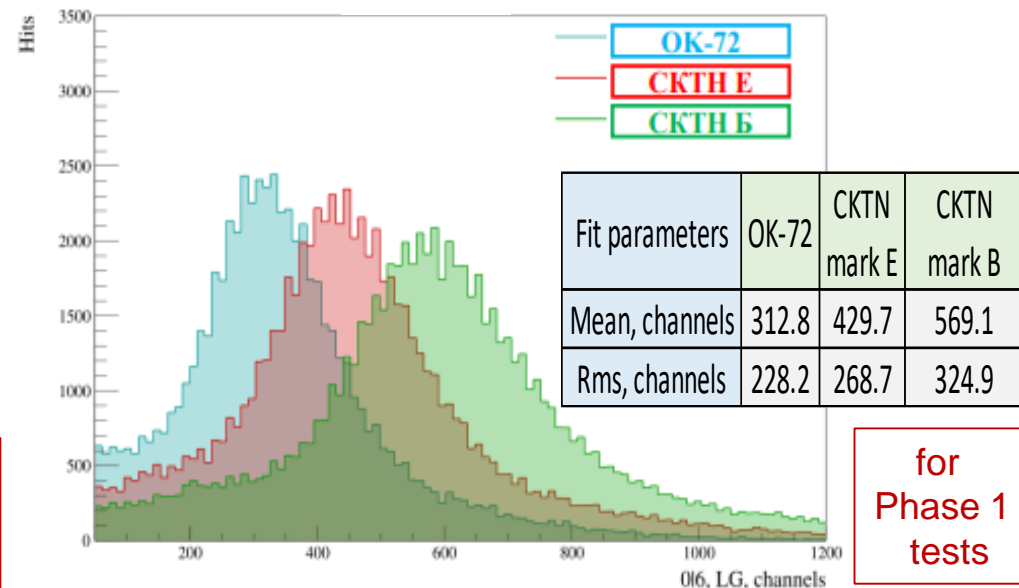 Hits
3500
3000
2500
2000
1500
1000
500
0
200
400
600
800
1000
1200
0|6, LG, channels
OK-72
СКТН Е
СКТН Б
Fit parameters OK-72 CKTN mark E CKTN mark B
Mean, channels 312.8 429.7 569.1
Rms, channels 228.2 268.7 324.9
for
Phase 1
tests